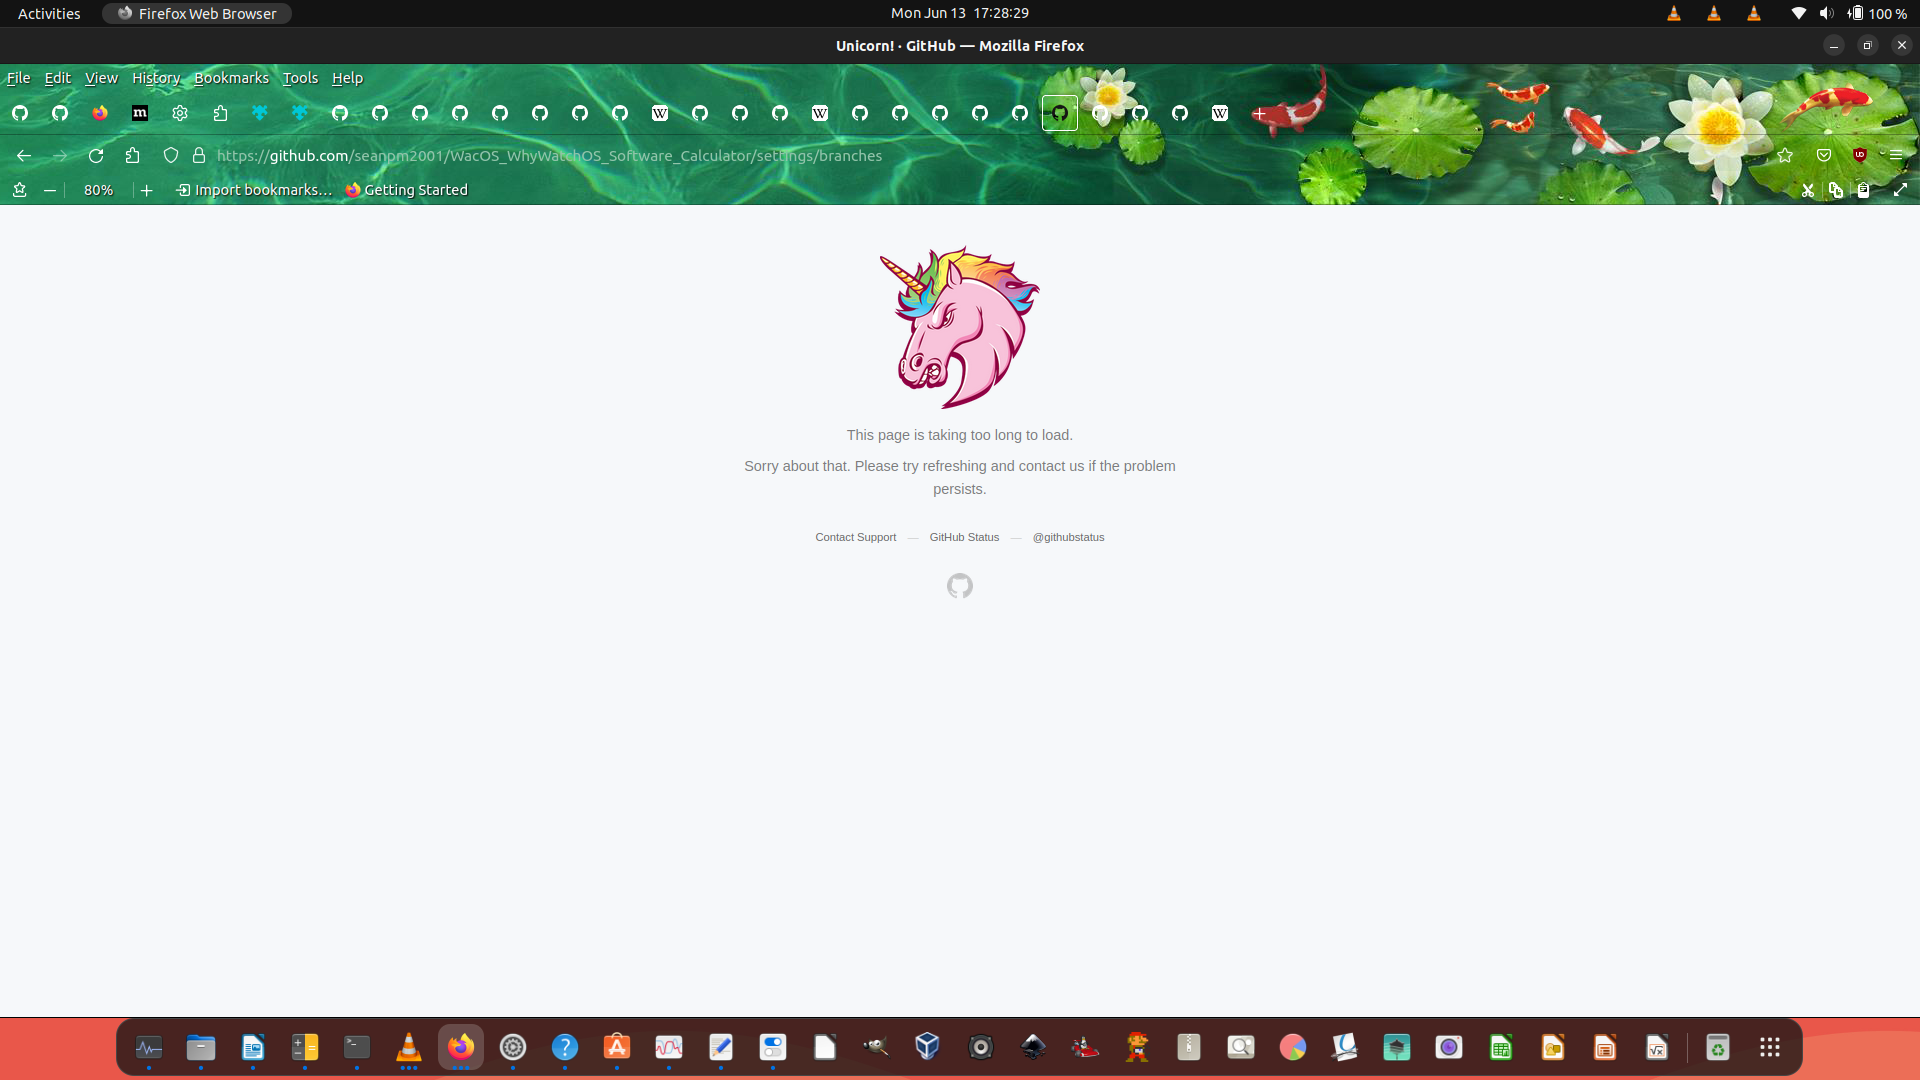 Activities
Firefox Web Browser
Mon Jun 13 17:28:29
100 %
Unicorn! · GitHub — Mozilla Firefox
File Edit View History Bookmarks Tools Help
m
W
W
W
https://github.com/seanpm2001/WacOS_WhyWatchOS_Software_Calculator/settings/branches
80%
Import bookmarks…
Getting Started
This page is taking too long to load.
Sorry about that. Please try refreshing and contact us if the problem
persists.
Contact Support — GitHub Status — @githubstatus